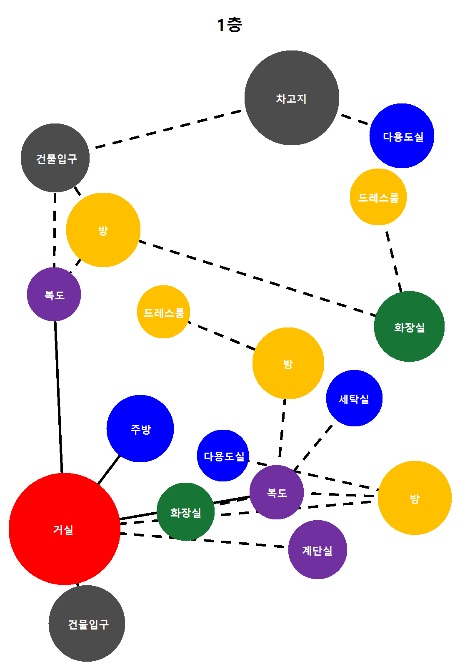 1층
차고지
다용도실
건물입구
드레스룸
방
복도
드레스룸
화장실
방
세탁실
주방
다용도실
복도
방
화장실
거실
계단실
건물입구